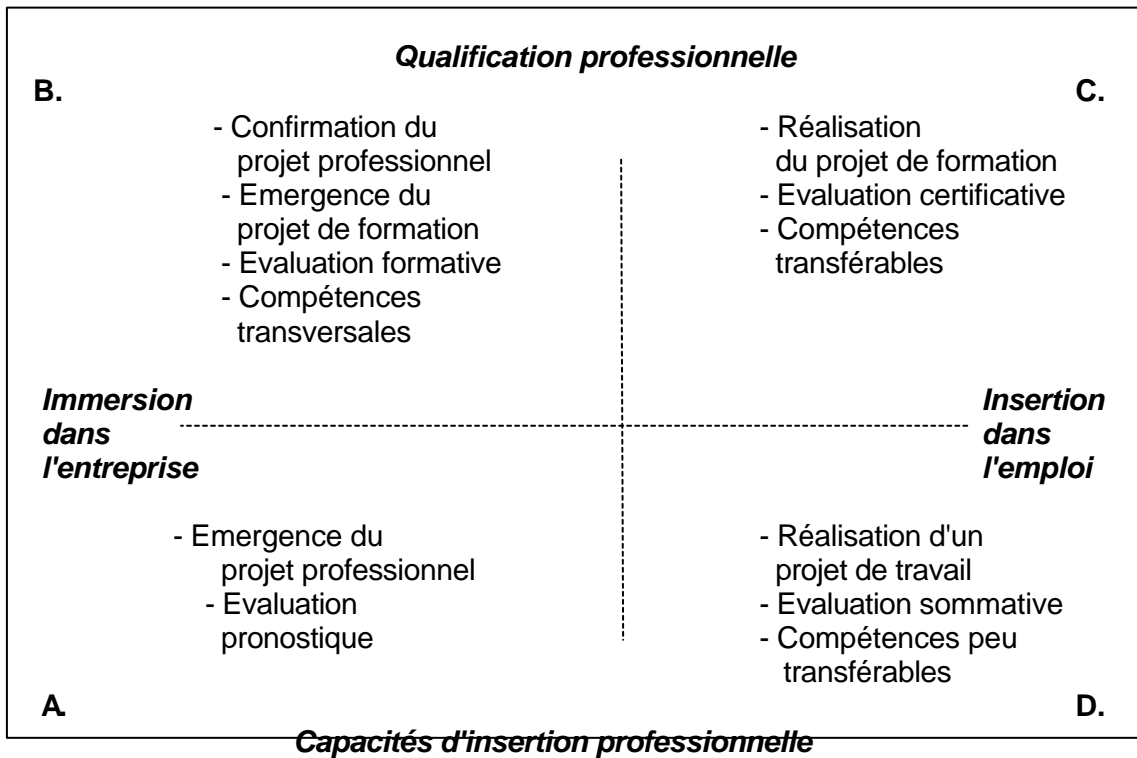 Qualification professionnelle
B.
- Confirmation du
projet professionnel
- Emergence du
projet de formation
- Evaluation formative
- Compétences
transversales
C.
- Réalisation
du projet de formation
- Evaluation certificative
- Compétences
transférables
Immersion
dans
l'entreprise
Insertion
dans
l'emploi
- Emergence du
projet professionnel
- Evaluation
pronostique
A.
- Réalisation d'un
projet de travail
- Evaluation sommative
- Compétences peu
transférables
D.
Capacités d'insertion professionnelle